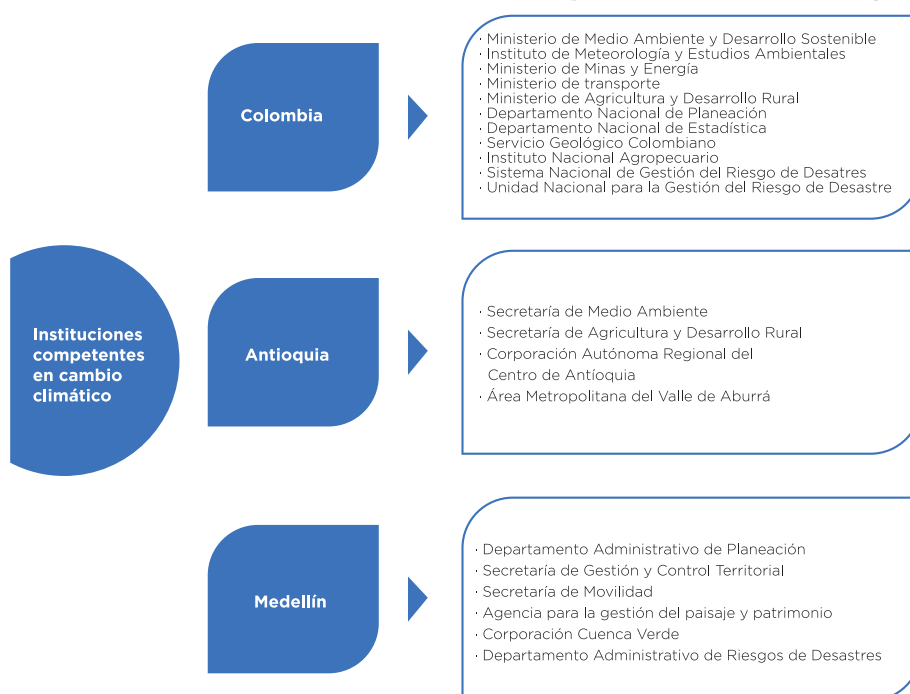 Instituciones
competentes
en cambio
climático
Colombia
· Ministerio de Medio Ambiente y Desarrollo Sostenible
· Instituto de Meteorología y Estudios Ambientales
· Ministerio de Minas y Energía
· Ministerio de transporte
· Ministerio de Agricultura y Desarrollo Rural
· Departamento Nacional de Planeación
· Departamento Nacional de Estadística
· Servicio Geológico Colombiano
· Instituto Nacional Agropecuario
· Sistema Nacional de Gestión del Riesgo de Desatres
· Unidad Nacional para la Gestión del Riesgo de Desastre
Antioquia
· Secretaría de Medio Ambiente
· Secretaría de Agricultura y Desarrollo Rural
· Corporación Autónoma Regional del
Centro de Antíoquia
· Área Metropolitana del Valle de Aburrá
Medellín
· Departamento Administrativo de Planeación
· Secretaría de Gestión y Control Territorial
· Secretaría de Movilidad
· Agencia para la gestión del paisaje y patrimonio
· Corporación Cuenca Verde
· Departamento Administrativo de Riesgos de Desastres